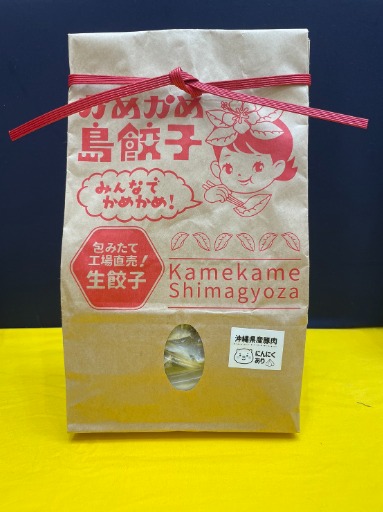 かめかめ
島餃子
みんなで
かめかめ!
包みたて
工場直売!
生餃子
Kamekame
Shimagyoza
沖縄県産豚肉
にんにく
あり